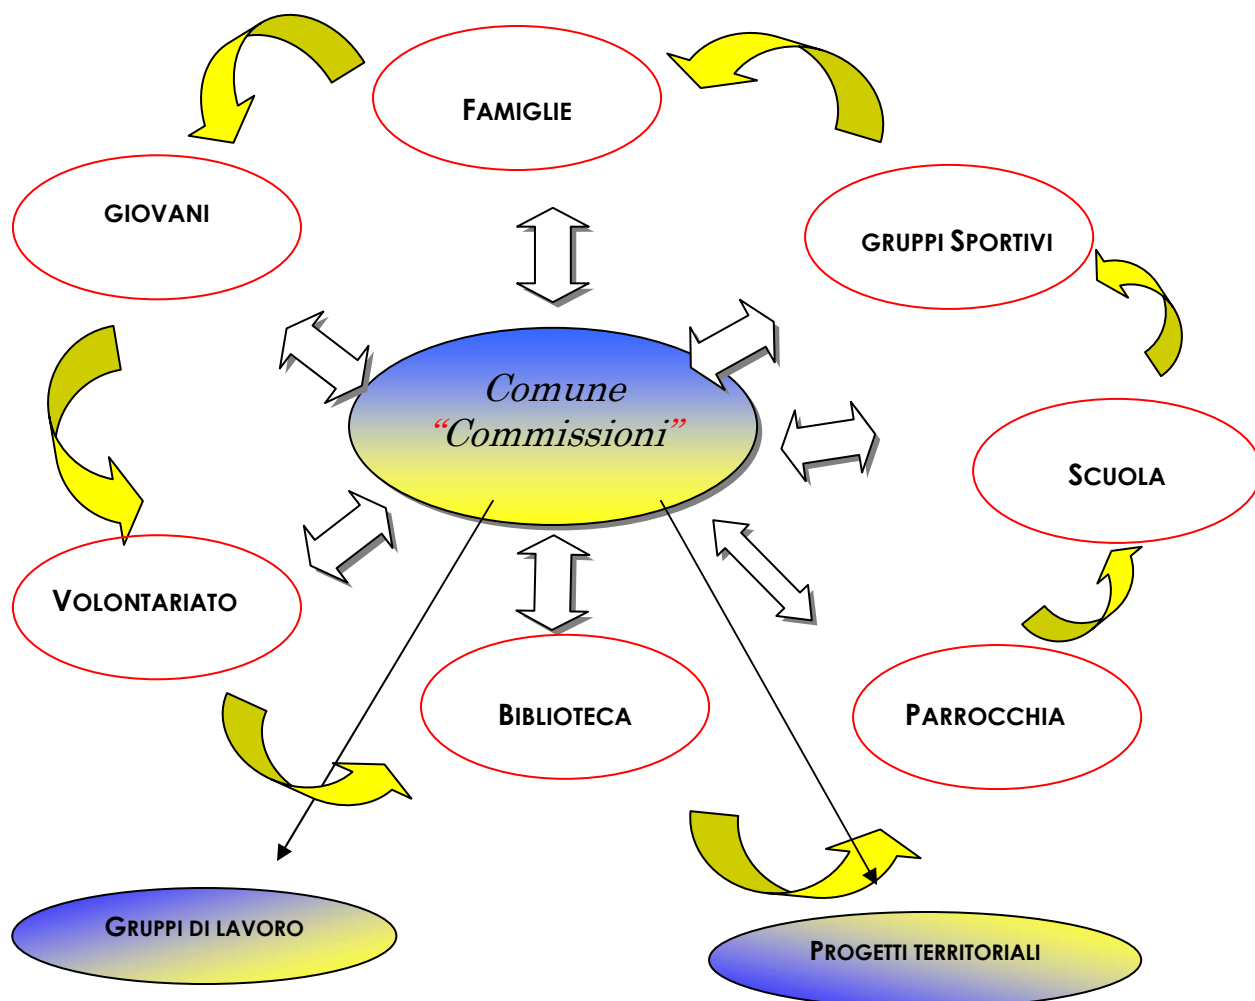 FAMIGLIE
GIOVANI
GRUPPI SPORTIVI
Comune
“Commissioni”
SCUOLA
VOLONTARIATO
BIBLIOTECA
PARROCCHIA
GRUPPI DI LAVORO
PROGETTI TERRITORIALI